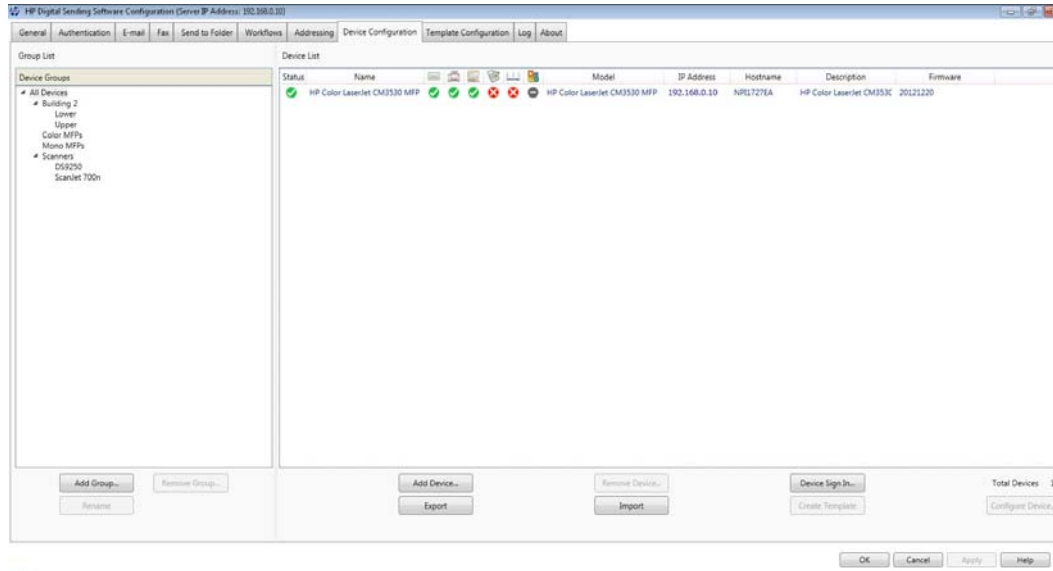 HP Digital Sending Software Configuration (Server IP Address: 192.168.0.10)
General Authentication E-mail Fax Send to Folder Workflows Addressing Device Configuration Template Configuration Log About
Group List
Device List
Device Groups
Status Name Model IP Address Hostname Description Firmware
All Devices
HP Color LaserJet CM3530 MFP HP Color LaserJet CM3530 MFP 192.168.0.10 NPI1727EA HP Color LaserJet CM353C 20121220
Building 2
Lower
Upper
Color MFPs
Mono MFPs
Scanners
DS9250
ScanJet 700n
Add Group... Remove Group... Add Device... Remove Device... Device Sign In... Total Devices
Rename Export Import Create Template Configure Device.
OK Cancel Apply Help